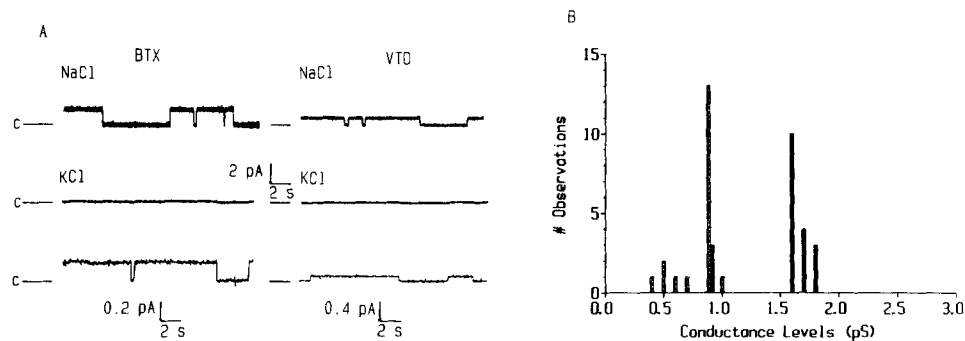 A
BTX
VTD
NaCl
NaCl
C
2 pA
2 s
KCl
KCl
C
C
0.2 pA
2 s
0.4 pA
2 s
B
15
10
5
0
# Observations
0.0
0.5
1.0
1.5
2.0
2.5
3.0
Conductance Levels (pS)